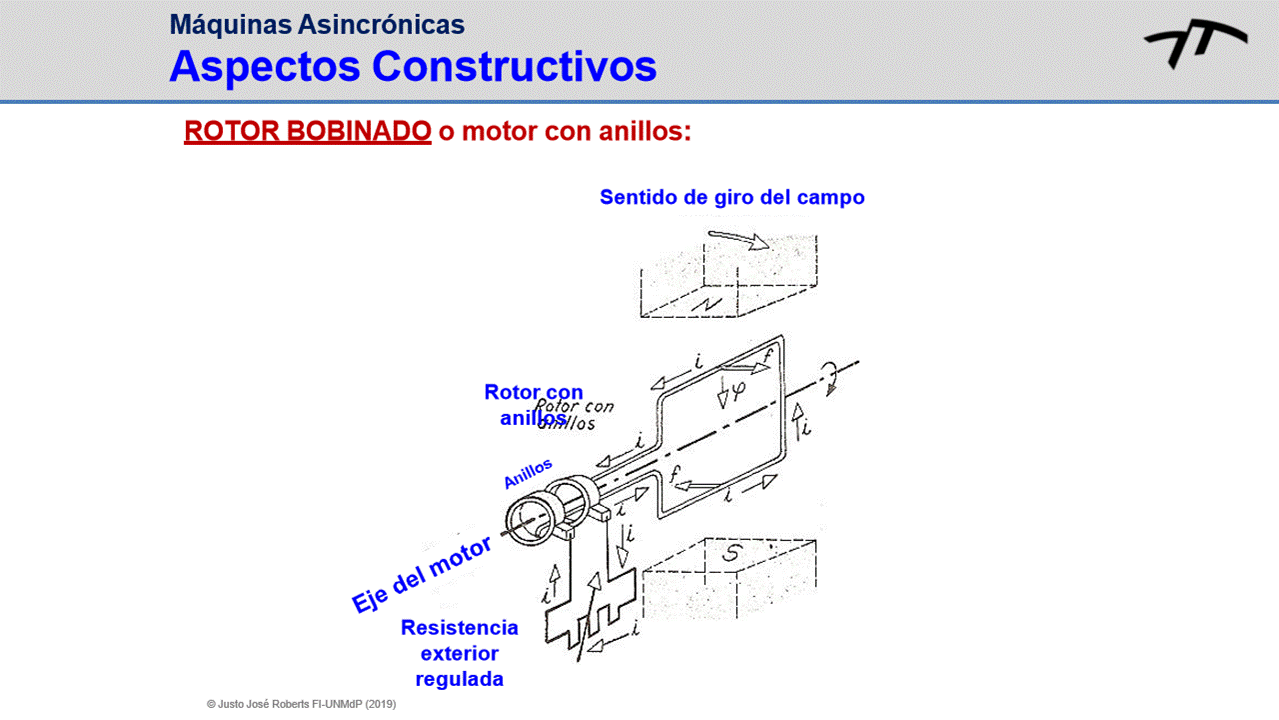 Máquinas Asincrónicas
Aspectos Constructivos
ROTOR BOBINADO o motor con anillos:
Sentido de giro del campo
N
i
f
φ
Rotor con
anillos
Rotor con
anillos
i
i
Anillos
f
i
i
i
S
Eje del motor
i
i
Resistencia
exterior
regulada
© Justo José Roberts FI-UNMdP (2019)